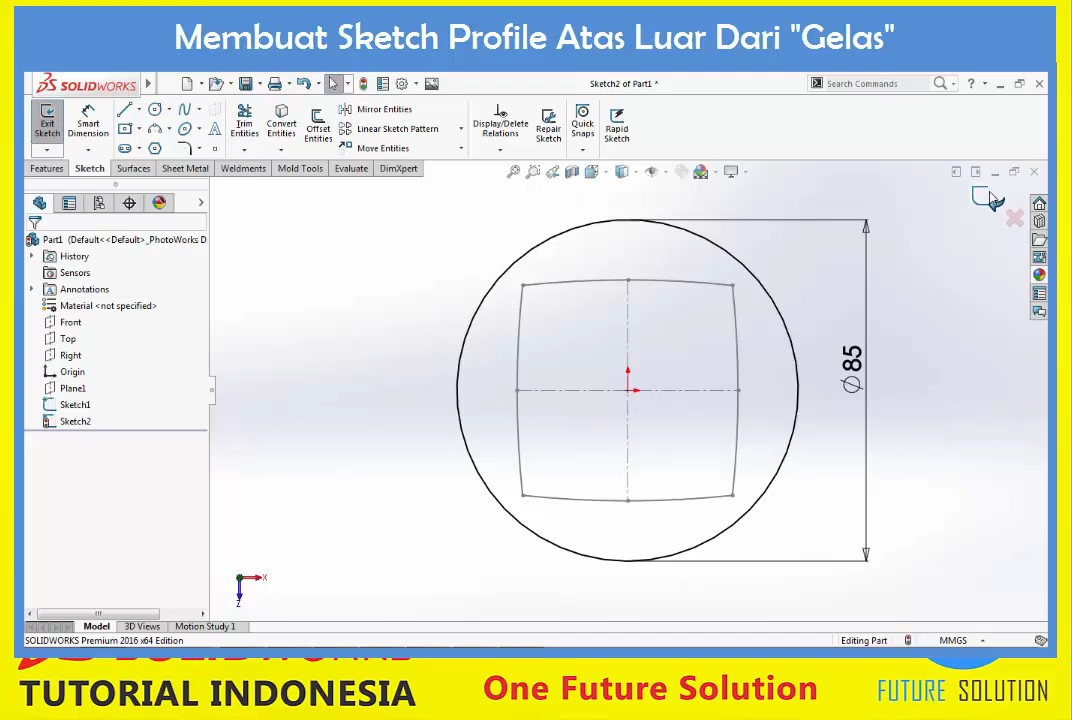 Membuat Sketch Profile Atas Luar Dari "Gelas"
SOLIDWORKS
Sketch2 of Part1 *
Search Commands
?
Exit Sketch
Smart Dimension
Trim Entities
Convert Entities
Offset Entities
Mirror Entities
Linear Sketch Pattern
Move Entities
Display/Delete Relations
Repair Sketch
Quick Snaps
Rapid Sketch
Features Sketch Surfaces Sheet Metal Weldments Mold Tools Evaluate DimXpert
Part1 (Default<<Default>_PhotoWorks D
History
Sensors
Annotations
Material <not specified>
Front
Top
Right
Origin
Plane1
Sketch1
Sketch2
∅85
X
Z
Model 3D Views Motion Study 1
SOLIDWORKS Premium 2016 x64 Edition
Editing Part
MMGS
TUTORIAL INDONESIA
One Future Solution
FUTURE SOLUTION